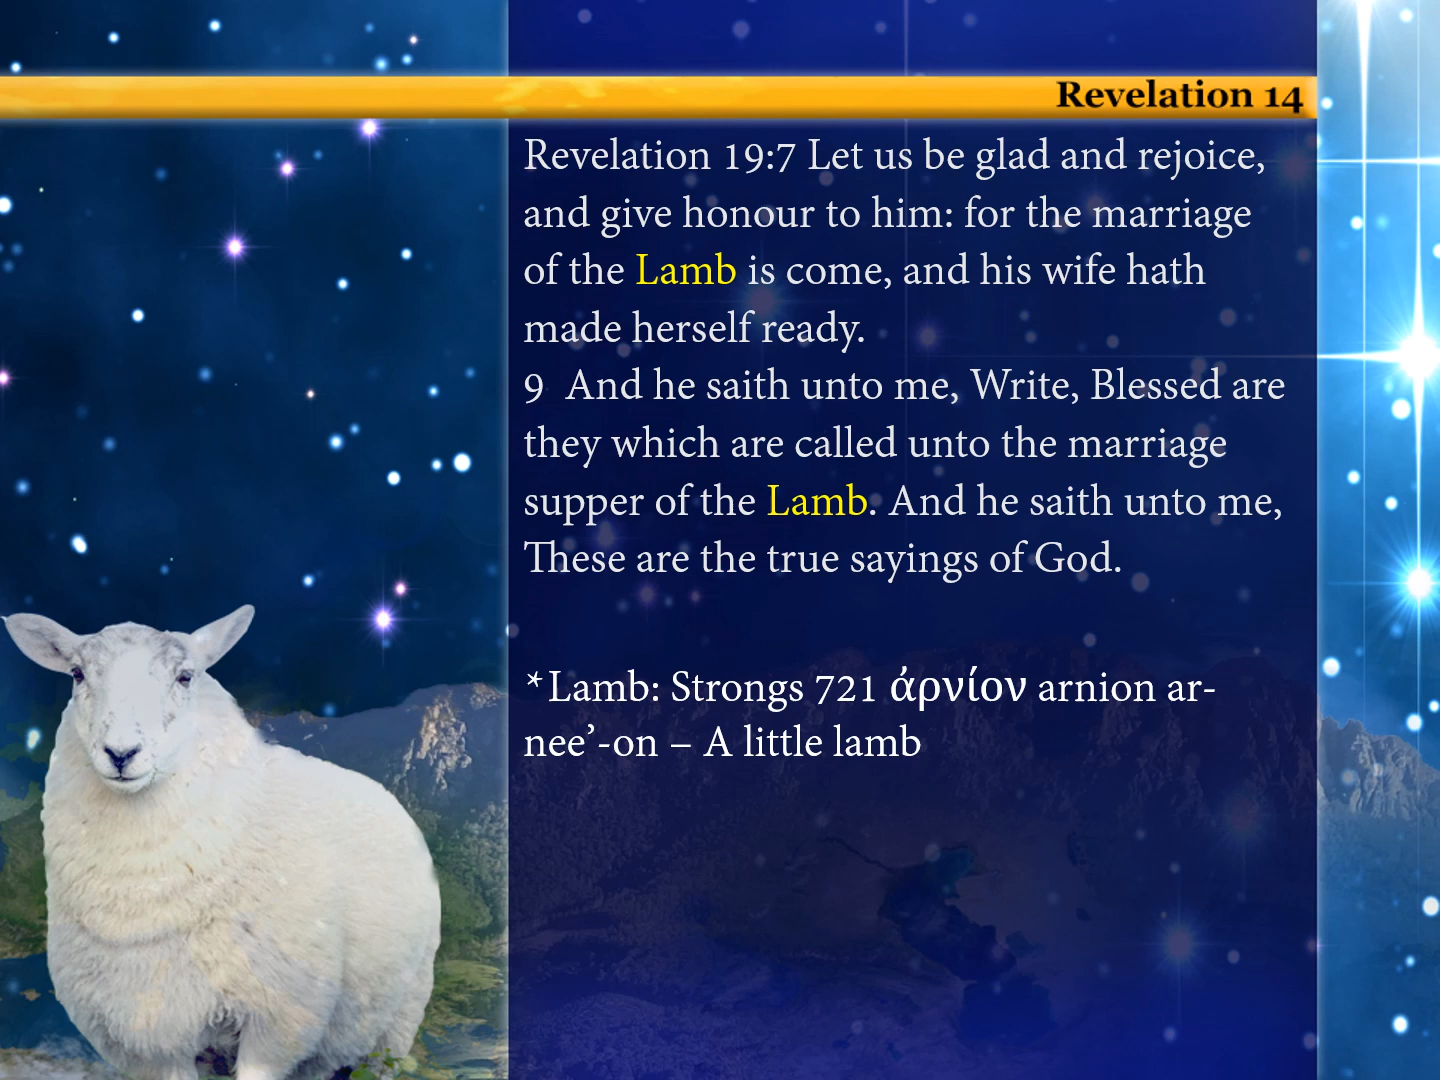 Revelation 14
Revelation 19:7 Let us be glad and rejoice,
and give honour to him: for the marriage
of the Lamb is come, and his wife hath
made herself ready.
9  And he saith unto me, Write, Blessed are
they which are called unto the marriage
supper of the Lamb. And he saith unto me,
These are the true sayings of God.
*Lamb: Strongs 721 ἀρνίον arnion ar-
nee’-on – A little lamb